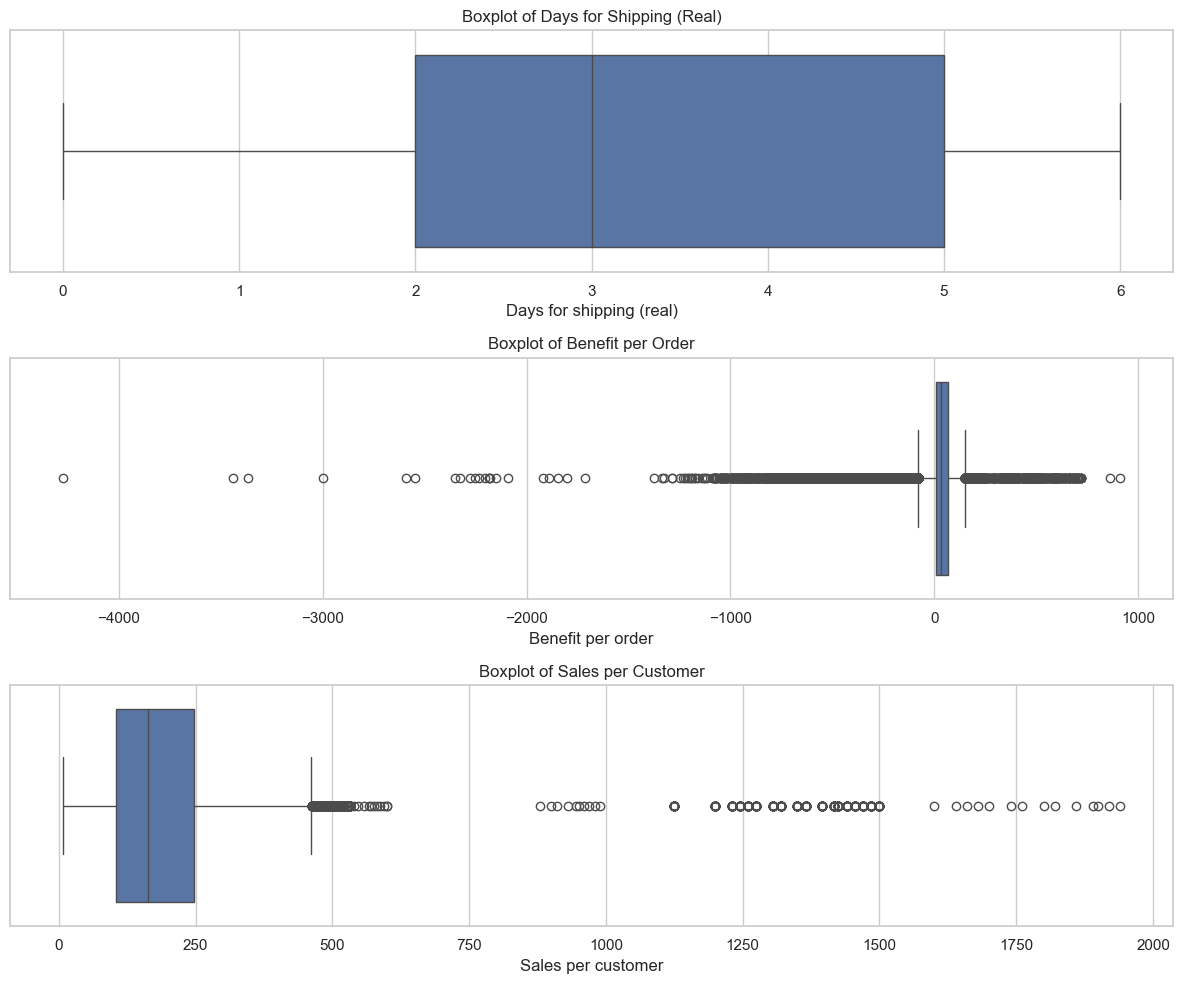 Boxplot of Days for Shipping (Real)
0 1 2 3 4 5 6
Days for shipping (real)
Boxplot of Benefit per Order
−4000 −3000 −2000 −1000 0 1000
Benefit per order
Boxplot of Sales per Customer
0 250 500 750 1000 1250 1500 1750 2000
Sales per customer